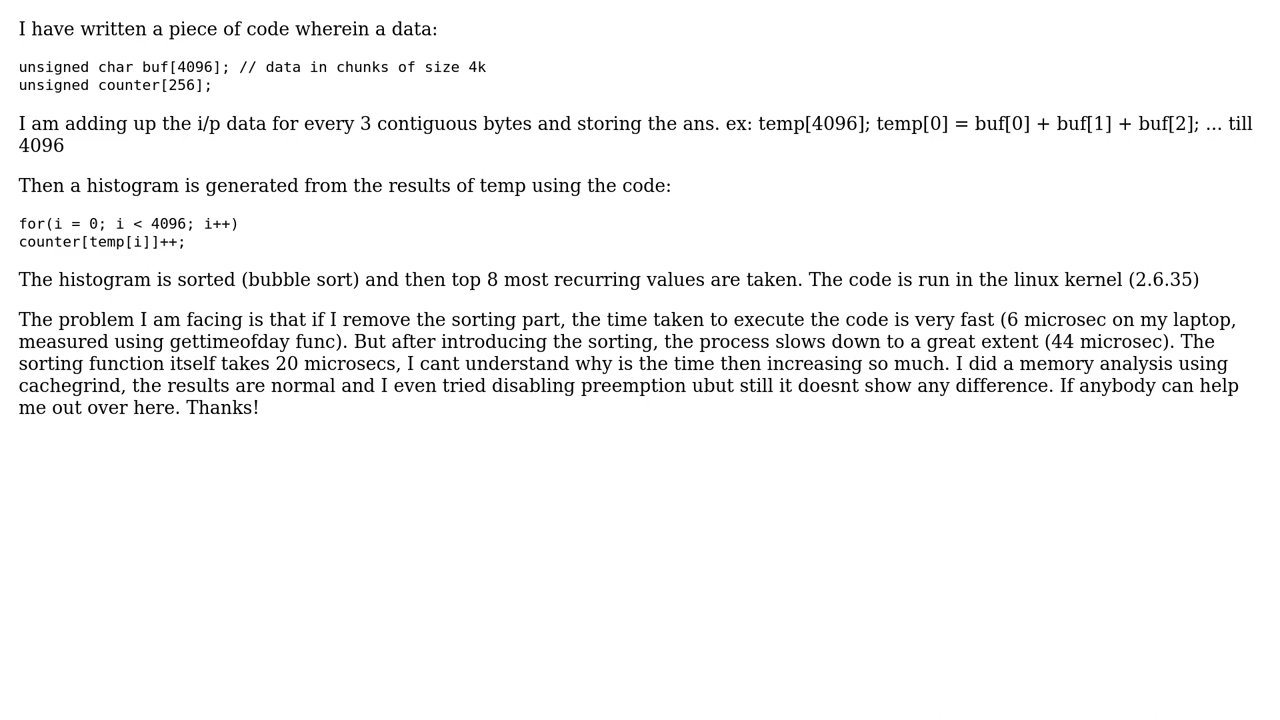 I have written a piece of code wherein a data:
unsigned char buf[4096]; // data in chunks of size 4k
unsigned counter[256];
I am adding up the i/p data for every 3 contiguous bytes and storing the ans. ex: temp[4096]; temp[0] = buf[0] + buf[1] + buf[2]; ... till
4096
Then a histogram is generated from the results of temp using the code:
for(i = 0; i < 4096; i++)
counter[temp[i]]++;
The histogram is sorted (bubble sort) and then top 8 most recurring values are taken. The code is run in the linux kernel (2.6.35)
The problem I am facing is that if I remove the sorting part, the time taken to execute the code is very fast (6 microsec on my laptop,
measured using gettimeofday func). But after introducing the sorting, the process slows down to a great extent (44 microsec). The
sorting function itself takes 20 microsecs, I cant understand why is the time then increasing so much. I did a memory analysis using
cachegrind, the results are normal and I even tried disabling preemption ubut still it doesnt show any difference. If anybody can help
me out over here. Thanks!